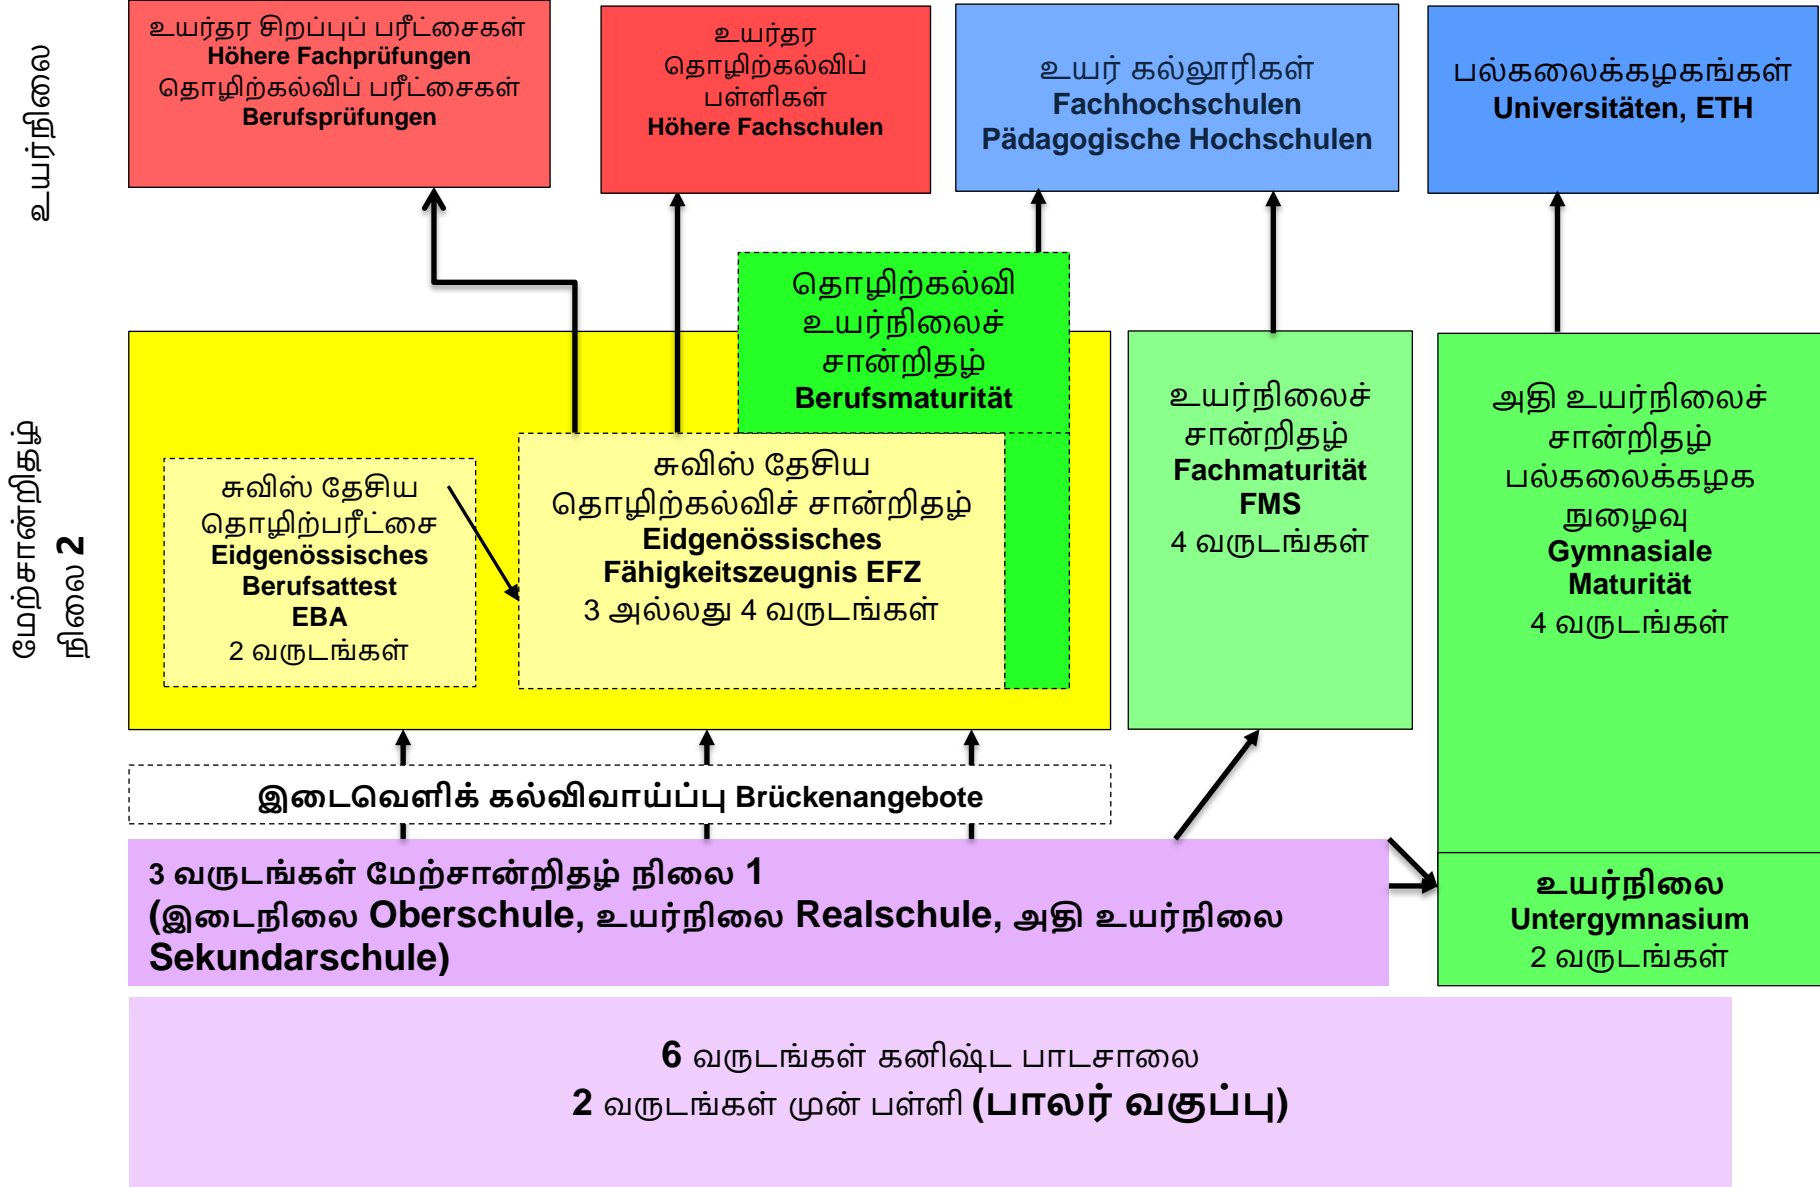 உயர்நிலை
உயர்தர சிறப்புப் பரீட்சைகள்
Höhere Fachprüfungen
தொழிற்கல்விப் பரீட்சைகள்
Berufsprüfungen
உயர்தர
தொழிற்கல்விப்
பள்ளிகள்
Höhere Fachschulen
உயர் கல்லூரிகள்
Fachhochschulen
Pädagogische Hochschulen
பல்கலைக்கழகங்கள்
Universitäten, ETH
மேற்சான்றிதழ்
நிலை 2
தொழிற்கல்வி
உயர்நிலைச்
சான்றிதழ்
Berufsmaturität
சுவிஸ் தேசிய
தொழிற்பரீட்சை
Eidgenössisches
Berufsattest
EBA
2 வருடங்கள்
சுவிஸ் தேசிய
தொழிற்கல்விச் சான்றிதழ்
Eidgenössisches
Fähigkeitszeugnis EFZ
3 அல்லது 4 வருடங்கள்
உயர்நிலைச்
சான்றிதழ்
Fachmaturität
FMS
4 வருடங்கள்
அதி உயர்நிலைச்
சான்றிதழ்
பல்கலைக்கழக
நுழைவு
Gymnasiale
Maturität
4 வருடங்கள்
இடைவெளிக் கல்விவாய்ப்பு Brückenangebote
3 வருடங்கள் மேற்சான்றிதழ் நிலை 1
(இடைநிலை Oberschule, உயர்நிலை Realschule, அதி உயர்நிலை
Sekundarschule)
உயர்நிலை
Untergymnasium
2 வருடங்கள்
6 வருடங்கள் கனிஷ்ட பாடசாலை
2 வருடங்கள் முன் பள்ளி (பாலர் வகுப்பு)